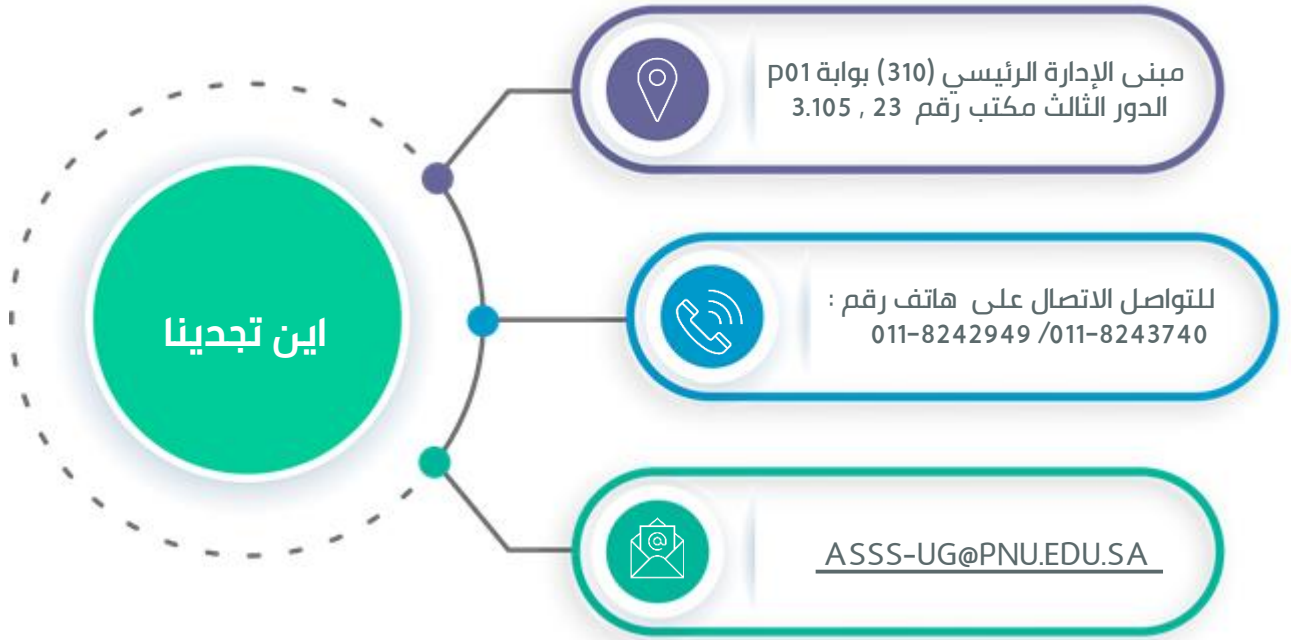 اين تجدينا
مبنى الإدارة الرئيسي (310) بوابة p01
الدور الثالث مكتب رقم 23 , 3.105
للتواصل الاتصال على هاتف رقم :
011-8242949 /011-8243740
ASSS-UG@PNU.EDU.SA